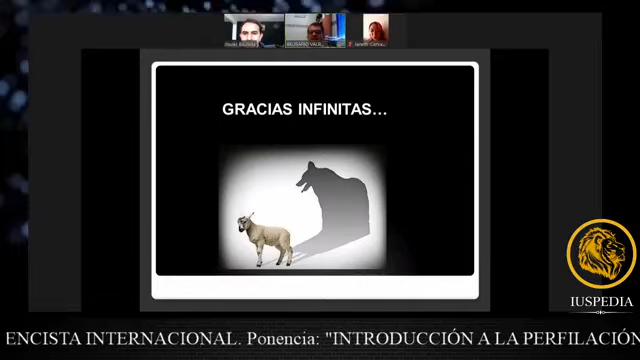 GRACIAS INFINITAS...
IUSPEDIA
ENCISTA INTERNACIONAL. Ponencia: "INTRODUCCIÓN A LA PERFILACIÓN